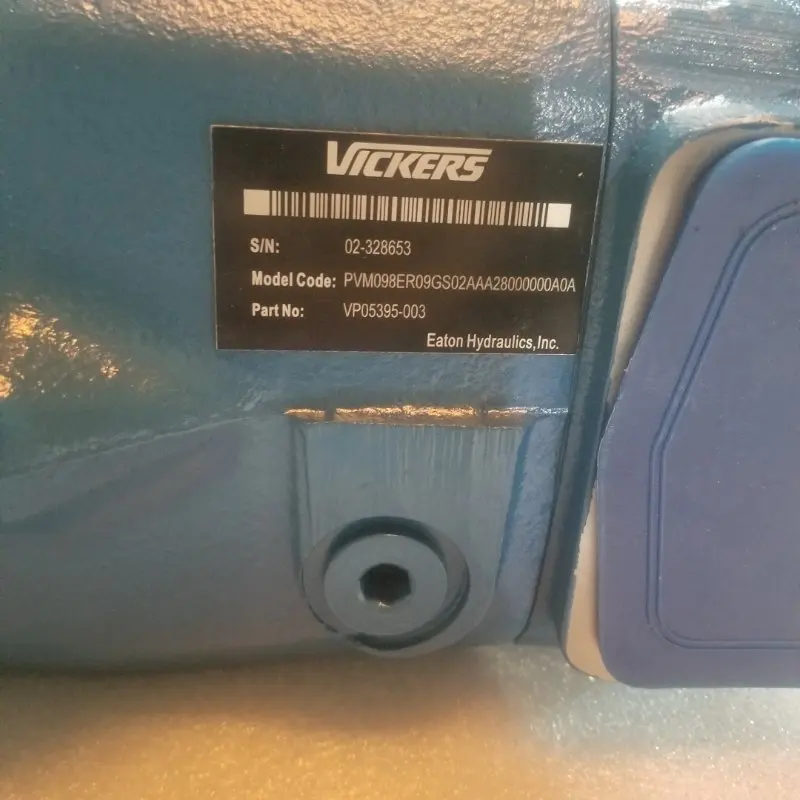 VICKERS
S/N: 02-328653
Model Code: PVM098ER09GS02AAA28000000A0A
Part No: VP05395-003
Eaton Hydraulics,Inc.